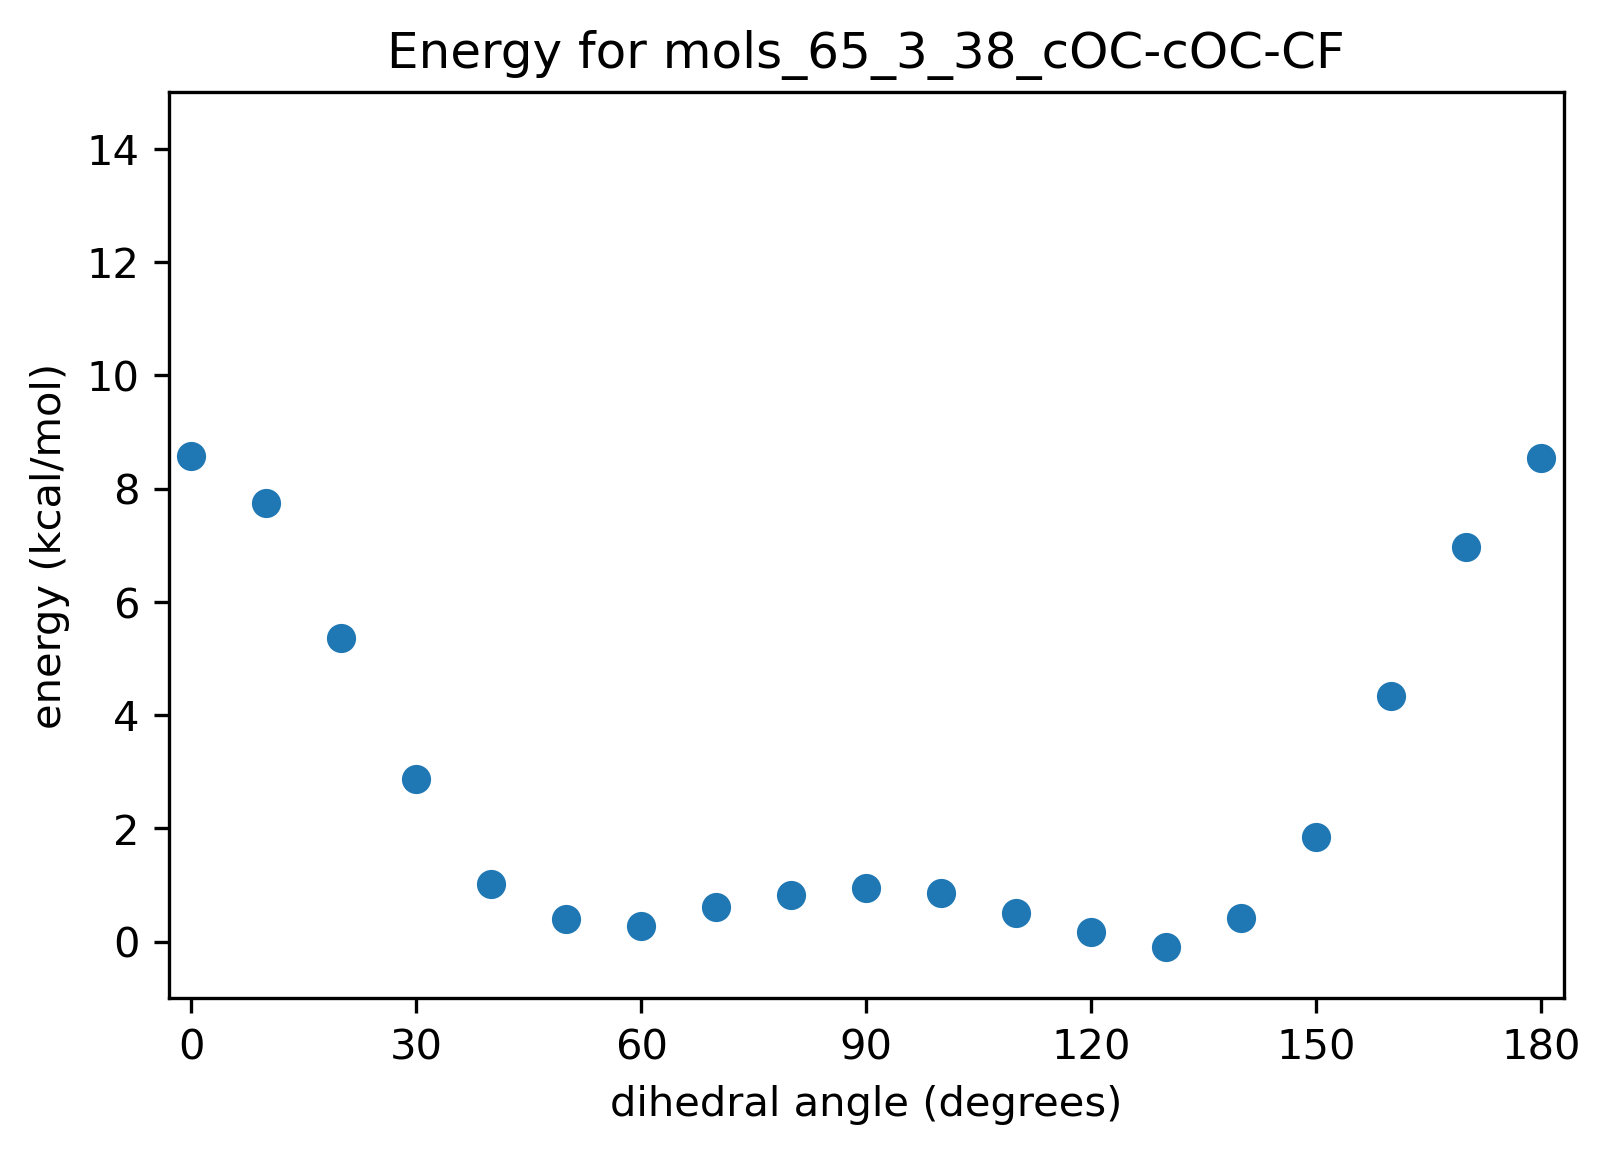 Energy for mols_65_3_38_cOC-cOC-CF
14
12
10
8
6
4
2
0
energy (kcal/mol)
0 30 60 90 120 150 180
dihedral angle (degrees)